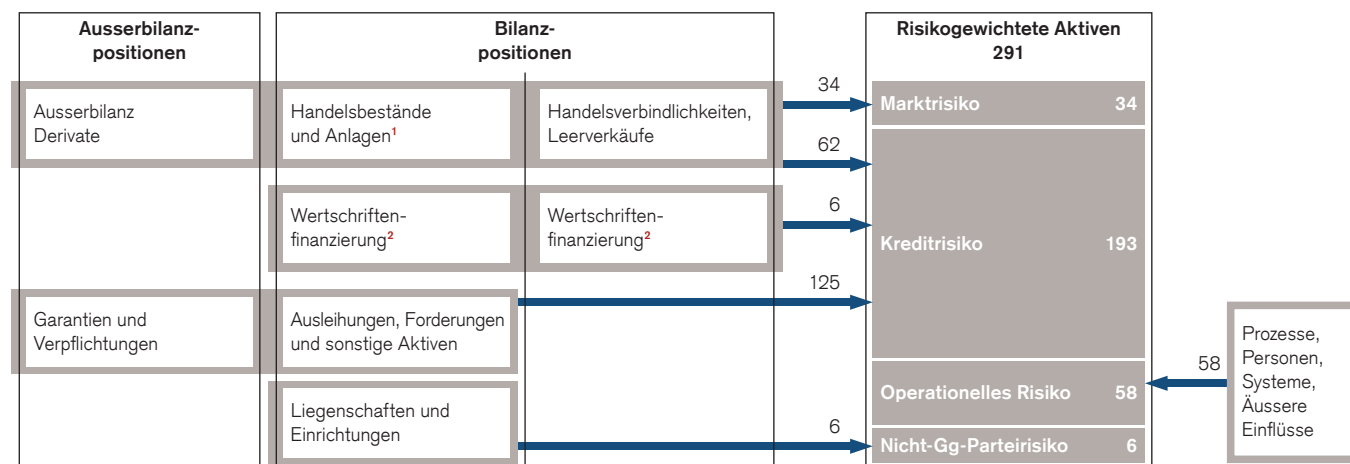 Ausserbilanz-
positionen
Bilanz-
positionen
Risikogewichtete Aktiven
291
Ausserbilanz
Derivate
Handelsbestände
und Anlagen¹
Handelsverbindlichkeiten,
Leerverkäufe
34
Marktrisiko 34
62
Wertschriften-
finanzierung²
Wertschriften-
finanzierung²
6
Kreditrisiko 193
125
Garantien und
Verpflichtungen
Ausleihungen, Forderungen
und sonstige Aktiven
58
Prozesse,
Personen,
Systeme,
Äussere
Einflüsse
Operationelles Risiko 58
Liegenschaften und
Einrichtungen
6
Nicht-Gg-Parteirisiko 6